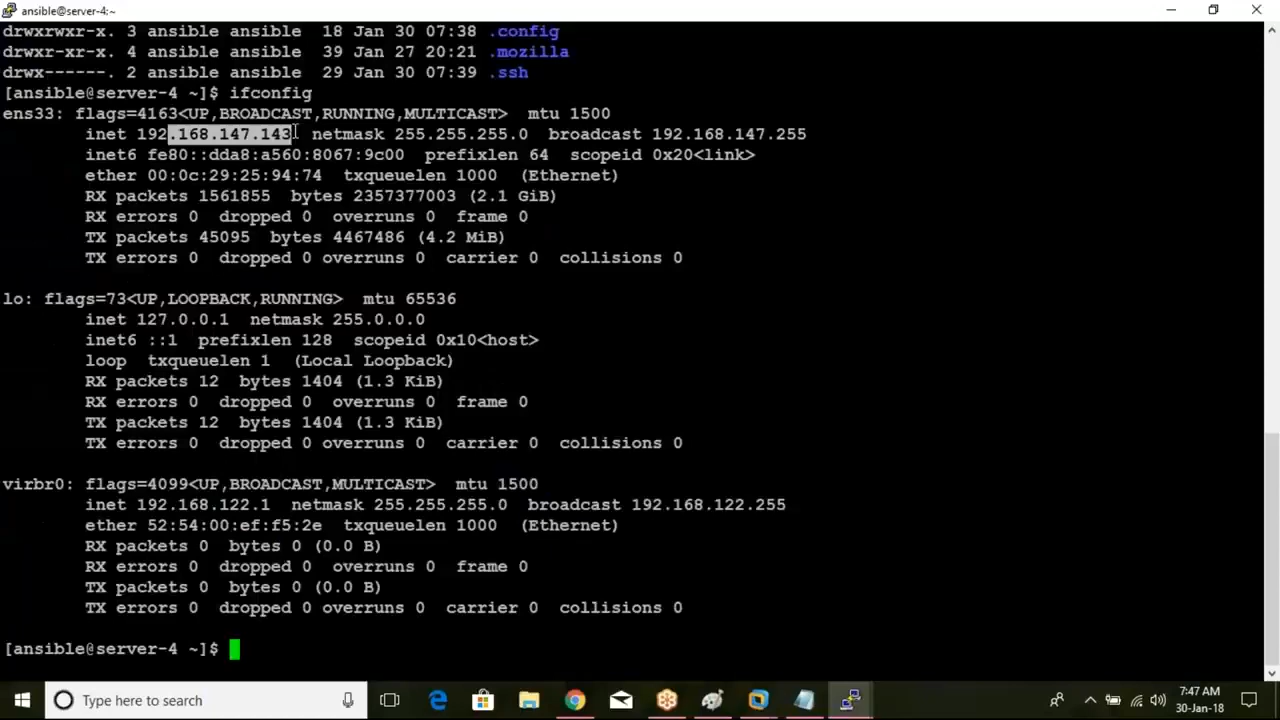 ansible@server-4:~
drwxrwxr-x. 3 ansible ansible  18 Jan 30 07:38 .config
drwxr-xr-x. 4 ansible ansible  39 Jan 27 20:21 .mozilla
drwx------. 2 ansible ansible  29 Jan 30 07:39 .ssh
[ansible@server-4 ~]$ ifconfig
ens33: flags=4163<UP,BROADCAST,RUNNING,MULTICAST>  mtu 1500
        inet 192.168.147.143  netmask 255.255.255.0  broadcast 192.168.147.255
        inet6 fe80::dda8:a560:8067:9c00  prefixlen 64  scopeid 0x20<link>
        ether 00:0c:29:25:94:74  txqueuelen 1000  (Ethernet)
        RX packets 1561855  bytes 2357377003 (2.1 GiB)
        RX errors 0  dropped 0  overruns 0  frame 0
        TX packets 45095  bytes 4467486 (4.2 MiB)
        TX errors 0  dropped 0 overruns 0  carrier 0  collisions 0
lo: flags=73<UP,LOOPBACK,RUNNING>  mtu 65536
        inet 127.0.0.1  netmask 255.0.0.0
        inet6 ::1  prefixlen 128  scopeid 0x10<host>
        loop  txqueuelen 1  (Local Loopback)
        RX packets 12  bytes 1404 (1.3 KiB)
        RX errors 0  dropped 0  overruns 0  frame 0
        TX packets 12  bytes 1404 (1.3 KiB)
        TX errors 0  dropped 0 overruns 0  carrier 0  collisions 0
virbr0: flags=4099<UP,BROADCAST,MULTICAST>  mtu 1500
        inet 192.168.122.1  netmask 255.255.255.0  broadcast 192.168.122.255
        ether 52:54:00:ef:f5:2e  txqueuelen 1000  (Ethernet)
        RX packets 0  bytes 0 (0.0 B)
        RX errors 0  dropped 0  overruns 0  frame 0
        TX packets 0  bytes 0 (0.0 B)
        TX errors 0  dropped 0 overruns 0  carrier 0  collisions 0
[ansible@server-4 ~]$
Type here to search
7:47 AM
30-Jan-18